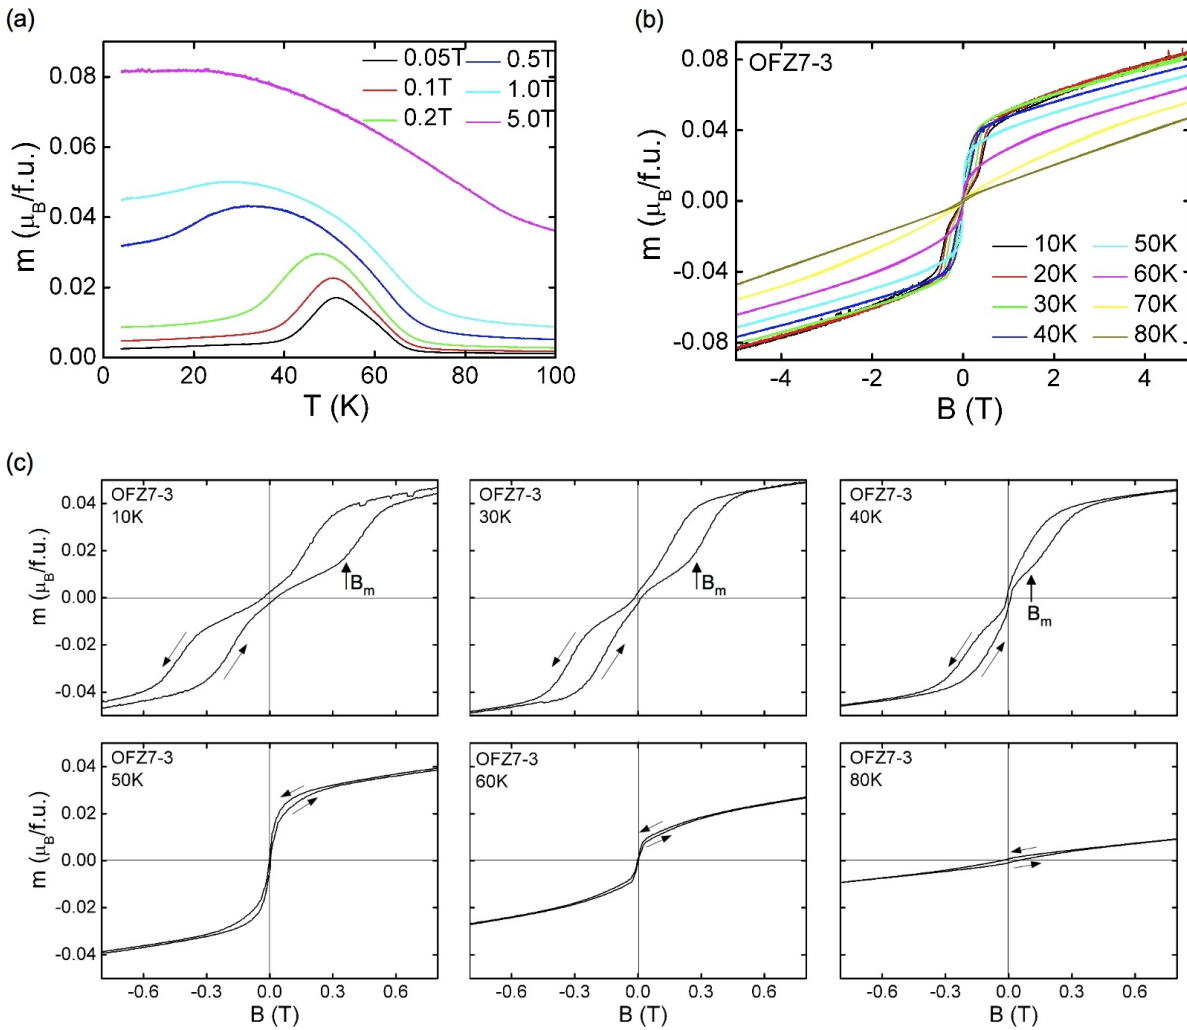 (a)
m (μB/f.u.)
0.08
0.06
0.04
0.02
0.00
0.05T 0.5T
0.1T 1.0T
0.2T 5.0T
0 20 40 60 80 100
T (K)
(b)
m (μB/f.u.)
0.08
0.04
0.00
-0.04
-0.08
OFZ7-3
10K 50K
20K 60K
30K 70K
40K 80K
-4 -2 0 2 4
B (T)
(c)
m (μB/f.u.)
0.04
0.02
0.00
-0.02
-0.04
OFZ7-3
10K
Bm
OFZ7-3
30K
Bm
OFZ7-3
40K
Bm
m (μB/f.u.)
0.04
0.02
0.00
-0.02
-0.04
OFZ7-3
50K
OFZ7-3
60K
OFZ7-3
80K
-0.6 -0.3 0.0 0.3 0.6
B (T)
-0.6 -0.3 0.0 0.3 0.6
B (T)
-0.6 -0.3 0.0 0.3 0.6
B (T)